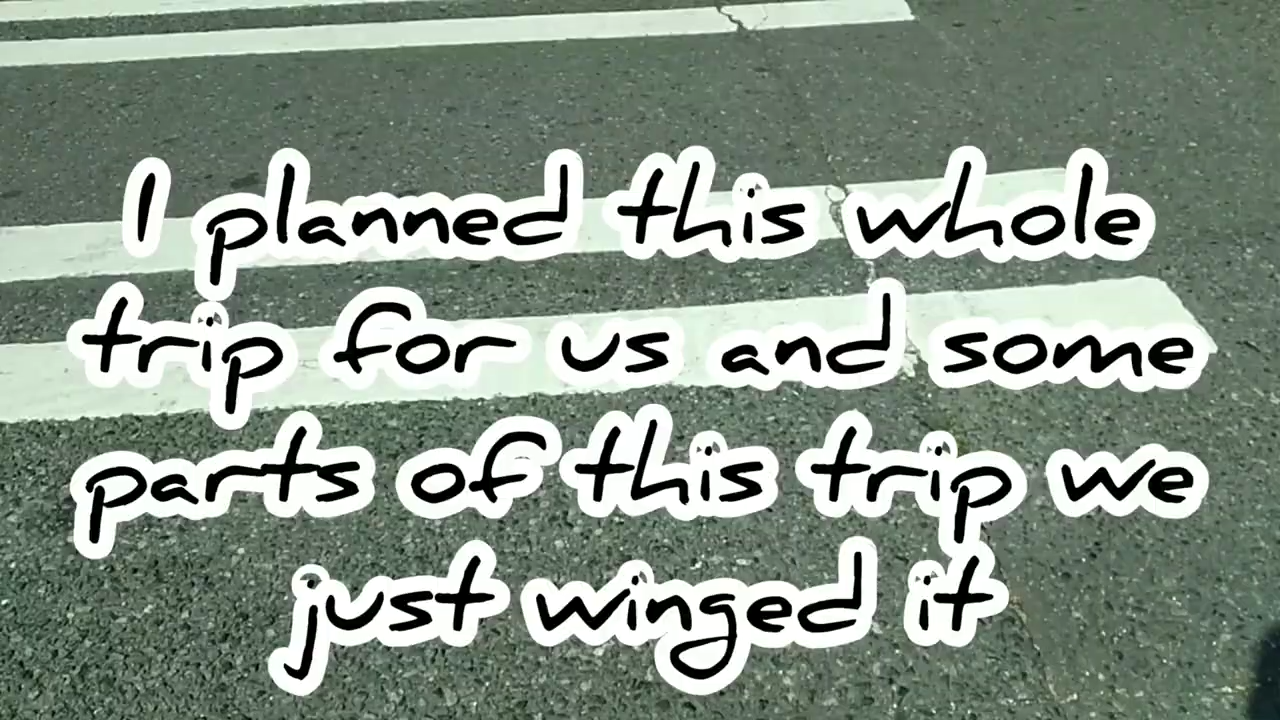 I planned this whole
trip for us and some
parts of this trip we
just winged it